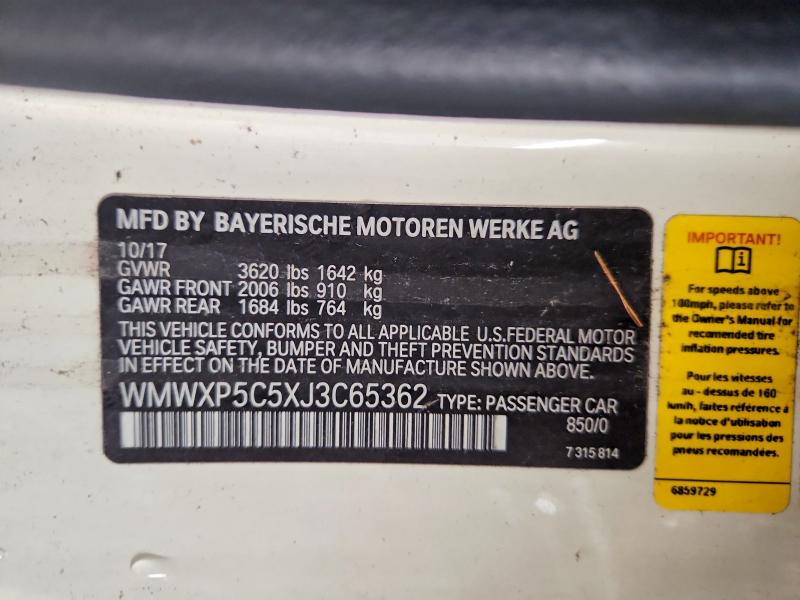 MFD BY BAYERISCHE MOTOREN WERKE AG
10/17
GVWR 3620 lbs 1642 kg
GAWR FRONT 2006 lbs 910 kg
GAWR REAR 1684 lbs 764 kg
THIS VEHICLE CONFORMS TO ALL APPLICABLE U.S.FEDERAL MOTOR
VEHICLE SAFETY, BUMPER AND THEFT PREVENTION STANDARDS
IN EFFECT ON THE DATE OF MANUFACTURE SHOWN ABOVE.
WMWXP5C5XJ3C65362 TYPE: PASSENGER CAR
850/0
7 315 814
IMPORTANT!
For speeds above
100mph, please refer to
the Owner's Manual for
recomended tire
inflation pressures.
Pour des vitesses
au - dessus de 160
km/h, faites référence à
la notice d'utilisation
pour les pressions des
pneus recomandées.
6859729